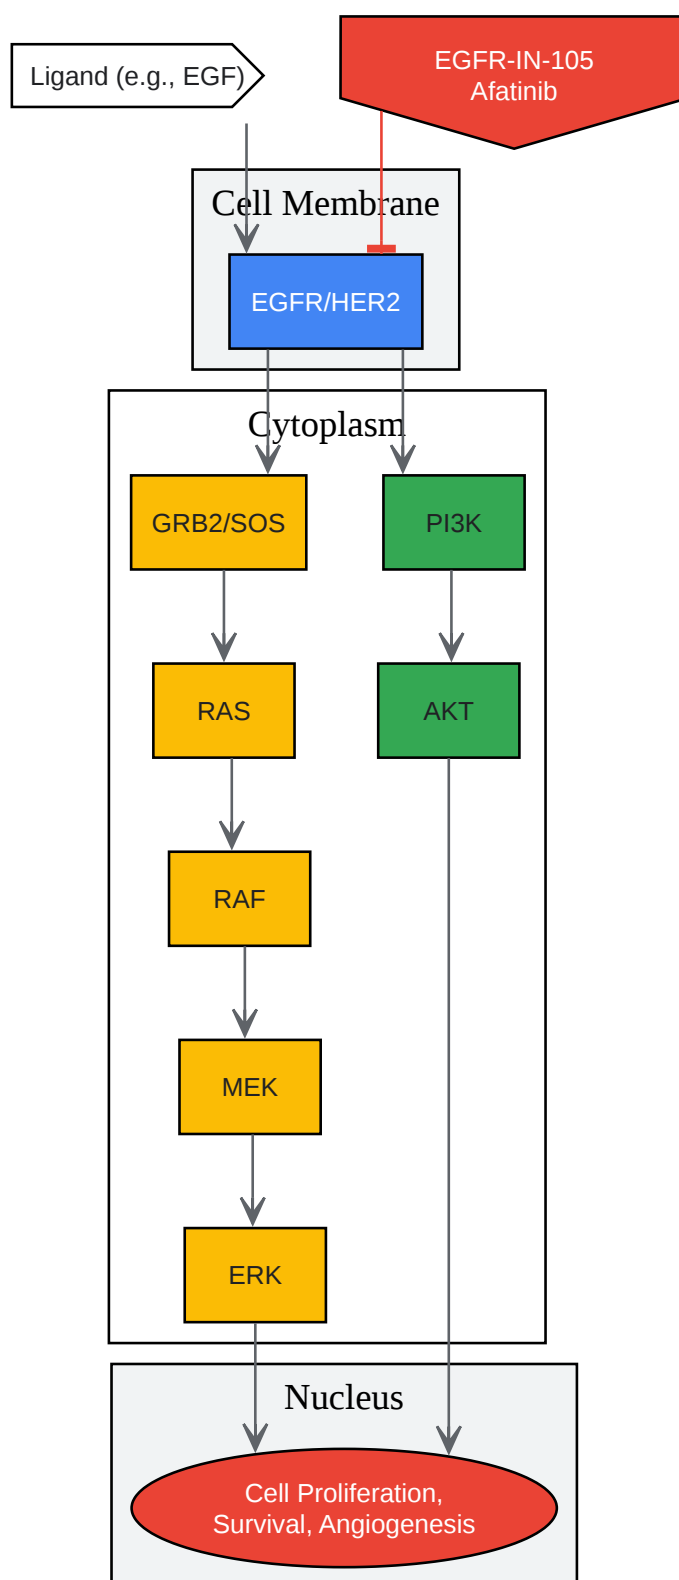 Ligand (e.g., EGF)
EGFR-IN-105
Afatinib
Cell Membrane
EGFR/HER2
Cytoplasm
GRB2/SOS
PI3K
RAS
AKT
RAF
MEK
ERK
Nucleus
Cell Proliferation,
Survival, Angiogenesis